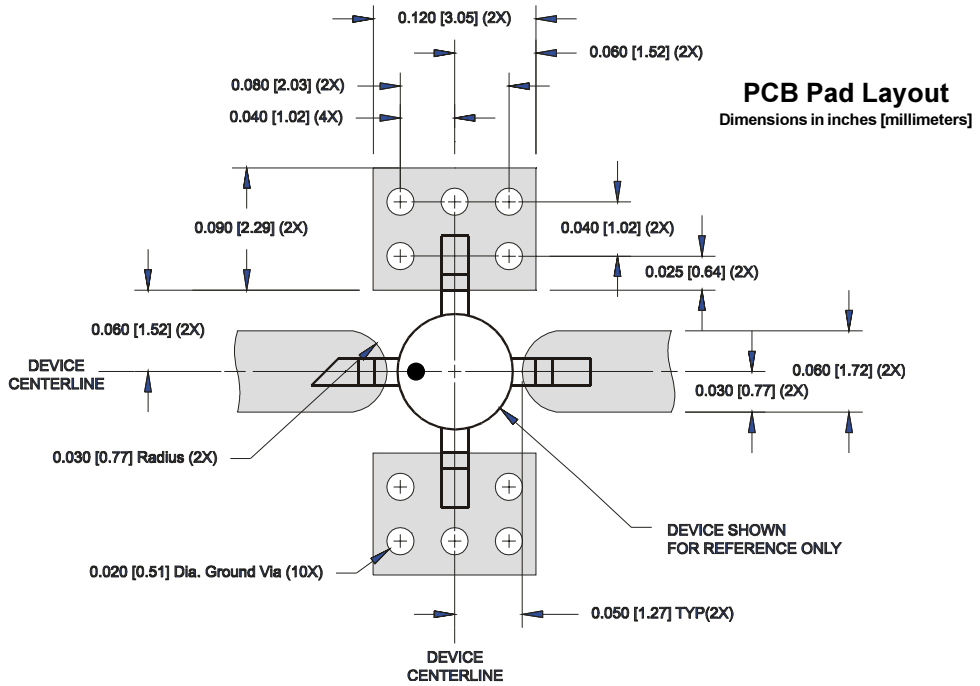 0.120 [3.05] (2X)
0.060 [1.52] (2X)
0.080 [2.03] (2X)
0.040 [1.02] (4X)
PCB Pad Layout
Dimensions in inches [millimeters]
0.090 [2.29] (2X)
0.040 [1.02] (2X)
0.025 [0.64] (2X)
0.060 [1.52] (2X)
DEVICE
CENTERLINE
0.060 [1.72] (2X)
0.030 [0.77] (2X)
0.030 [0.77] Radius (2X)
DEVICE SHOWN
FOR REFERENCE ONLY
0.020 [0.51] Dia. Ground Via (10X)
0.050 [1.27] TYP(2X)
DEVICE
CENTERLINE